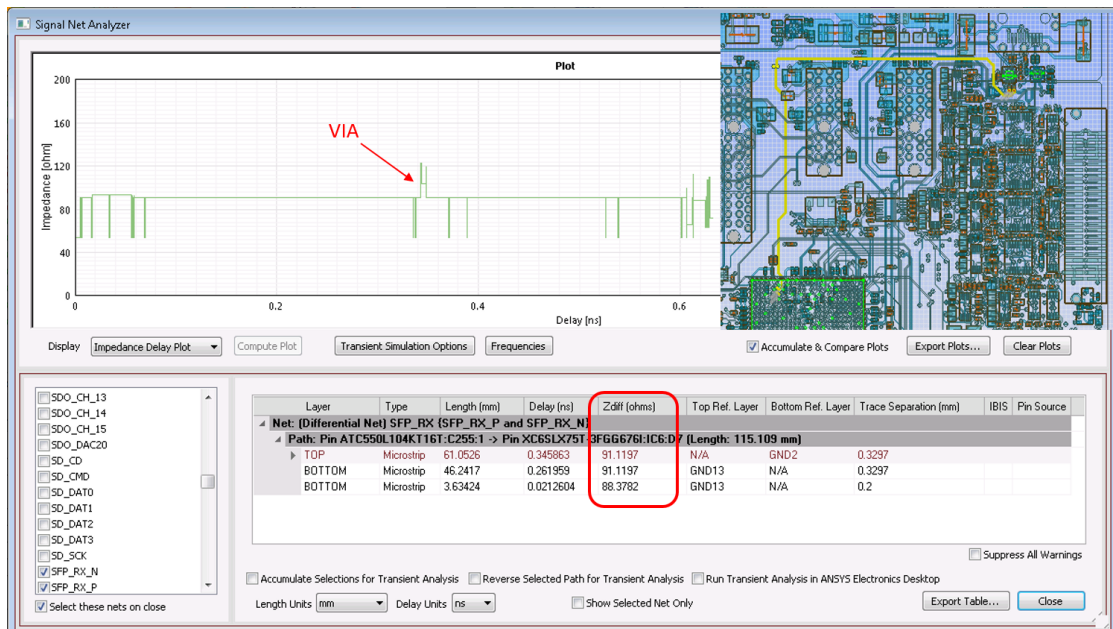 Signal Net Analyzer
Plot
200
160
120
80
40
0
Impedance [ohm]
VIA
0
0.2
0.4
0.6
Delay [ns]
Display Impedance Delay Plot Compute Plot Transient Simulation Options Frequencies Accumulate & Compare Plots Export Plots... Clear Plots
SDO_CH_13
SDO_CH_14
SDO_CH_15
SDO_DAC20
SD_CD
SD_CMD
SD_DAT0
SD_DAT1
SD_DAT2
SD_DAT3
SD_SCK
SFP_RX_N
SFP_RX_P
Select these nets on close
Layer Type Length (mm) Delay (ns) Zdiff (ohms) Top Ref. Layer Bottom Ref. Layer Trace Separation (mm) IBIS Pin Source
Net: (Differential Net) SFP_RX (SFP_RX_P and SFP_RX_N)
Path: Pin ATC550L104KT16T:C255:1 -> Pin XC6SLX75T-3FGG676I:IC6:D7 (Length: 115.109 mm)
TOP Microstrip 61.0526 0.345863 91.1197 N/A GND2 0.3297
BOTTOM Microstrip 46.2417 0.261959 91.1197 GND13 N/A 0.3297
BOTTOM Microstrip 3.63424 0.0212604 88.3782 GND13 N/A 0.2
Suppress All Warnings
Accumulate Selections for Transient Analysis Reverse Selected Path for Transient Analysis Run Transient Analysis in ANSYS Electronics Desktop
Length Units mm Delay Units ns Show Selected Net Only Export Table... Close